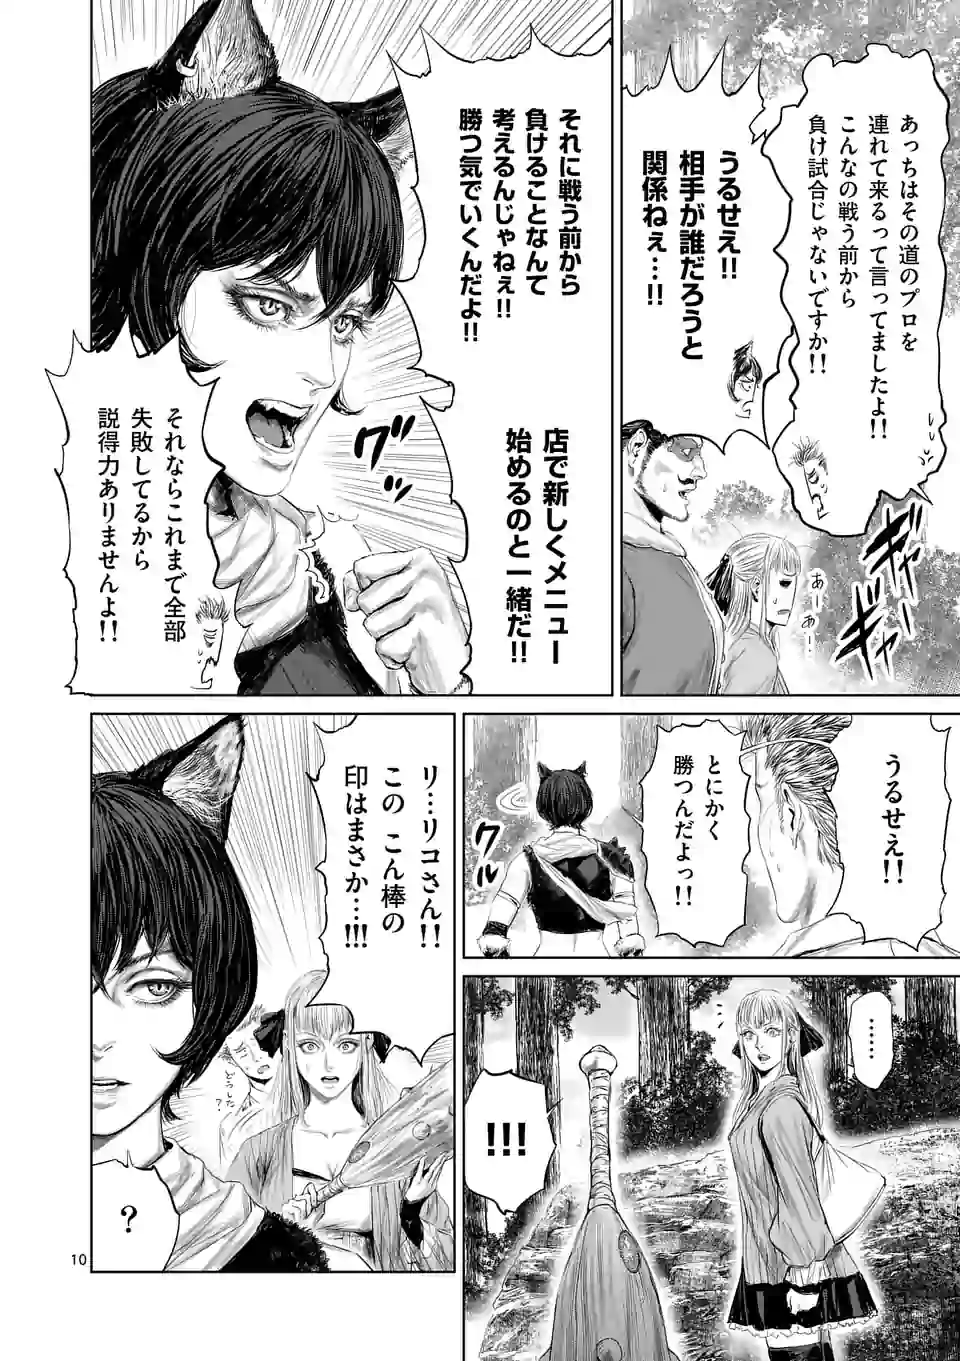 あっちはその道のプロを
連れて来るって言ってましたよ!!
こんなの戦う前から
負け試合じゃないですか!!
うるせえ!!
相手が誰だろうと
関係ねぇ…!!
ギャー
ギャー
あーあー…
それに戦う前から
負けることなんて
考えるんじゃねぇ!!
勝つ気でいくんだよ!!
店で新しくメニュー
始めるのと一緒だ!!
グッ
それならこれまで全部
失敗してるから
説得力ありませんよ!!
うるせえ!!
とにかく
勝つんだよっ!!
クルッ
……
!!!
リ…リコさん!!
この こん棒の
印はまさか…!!!
どうした?
?
10